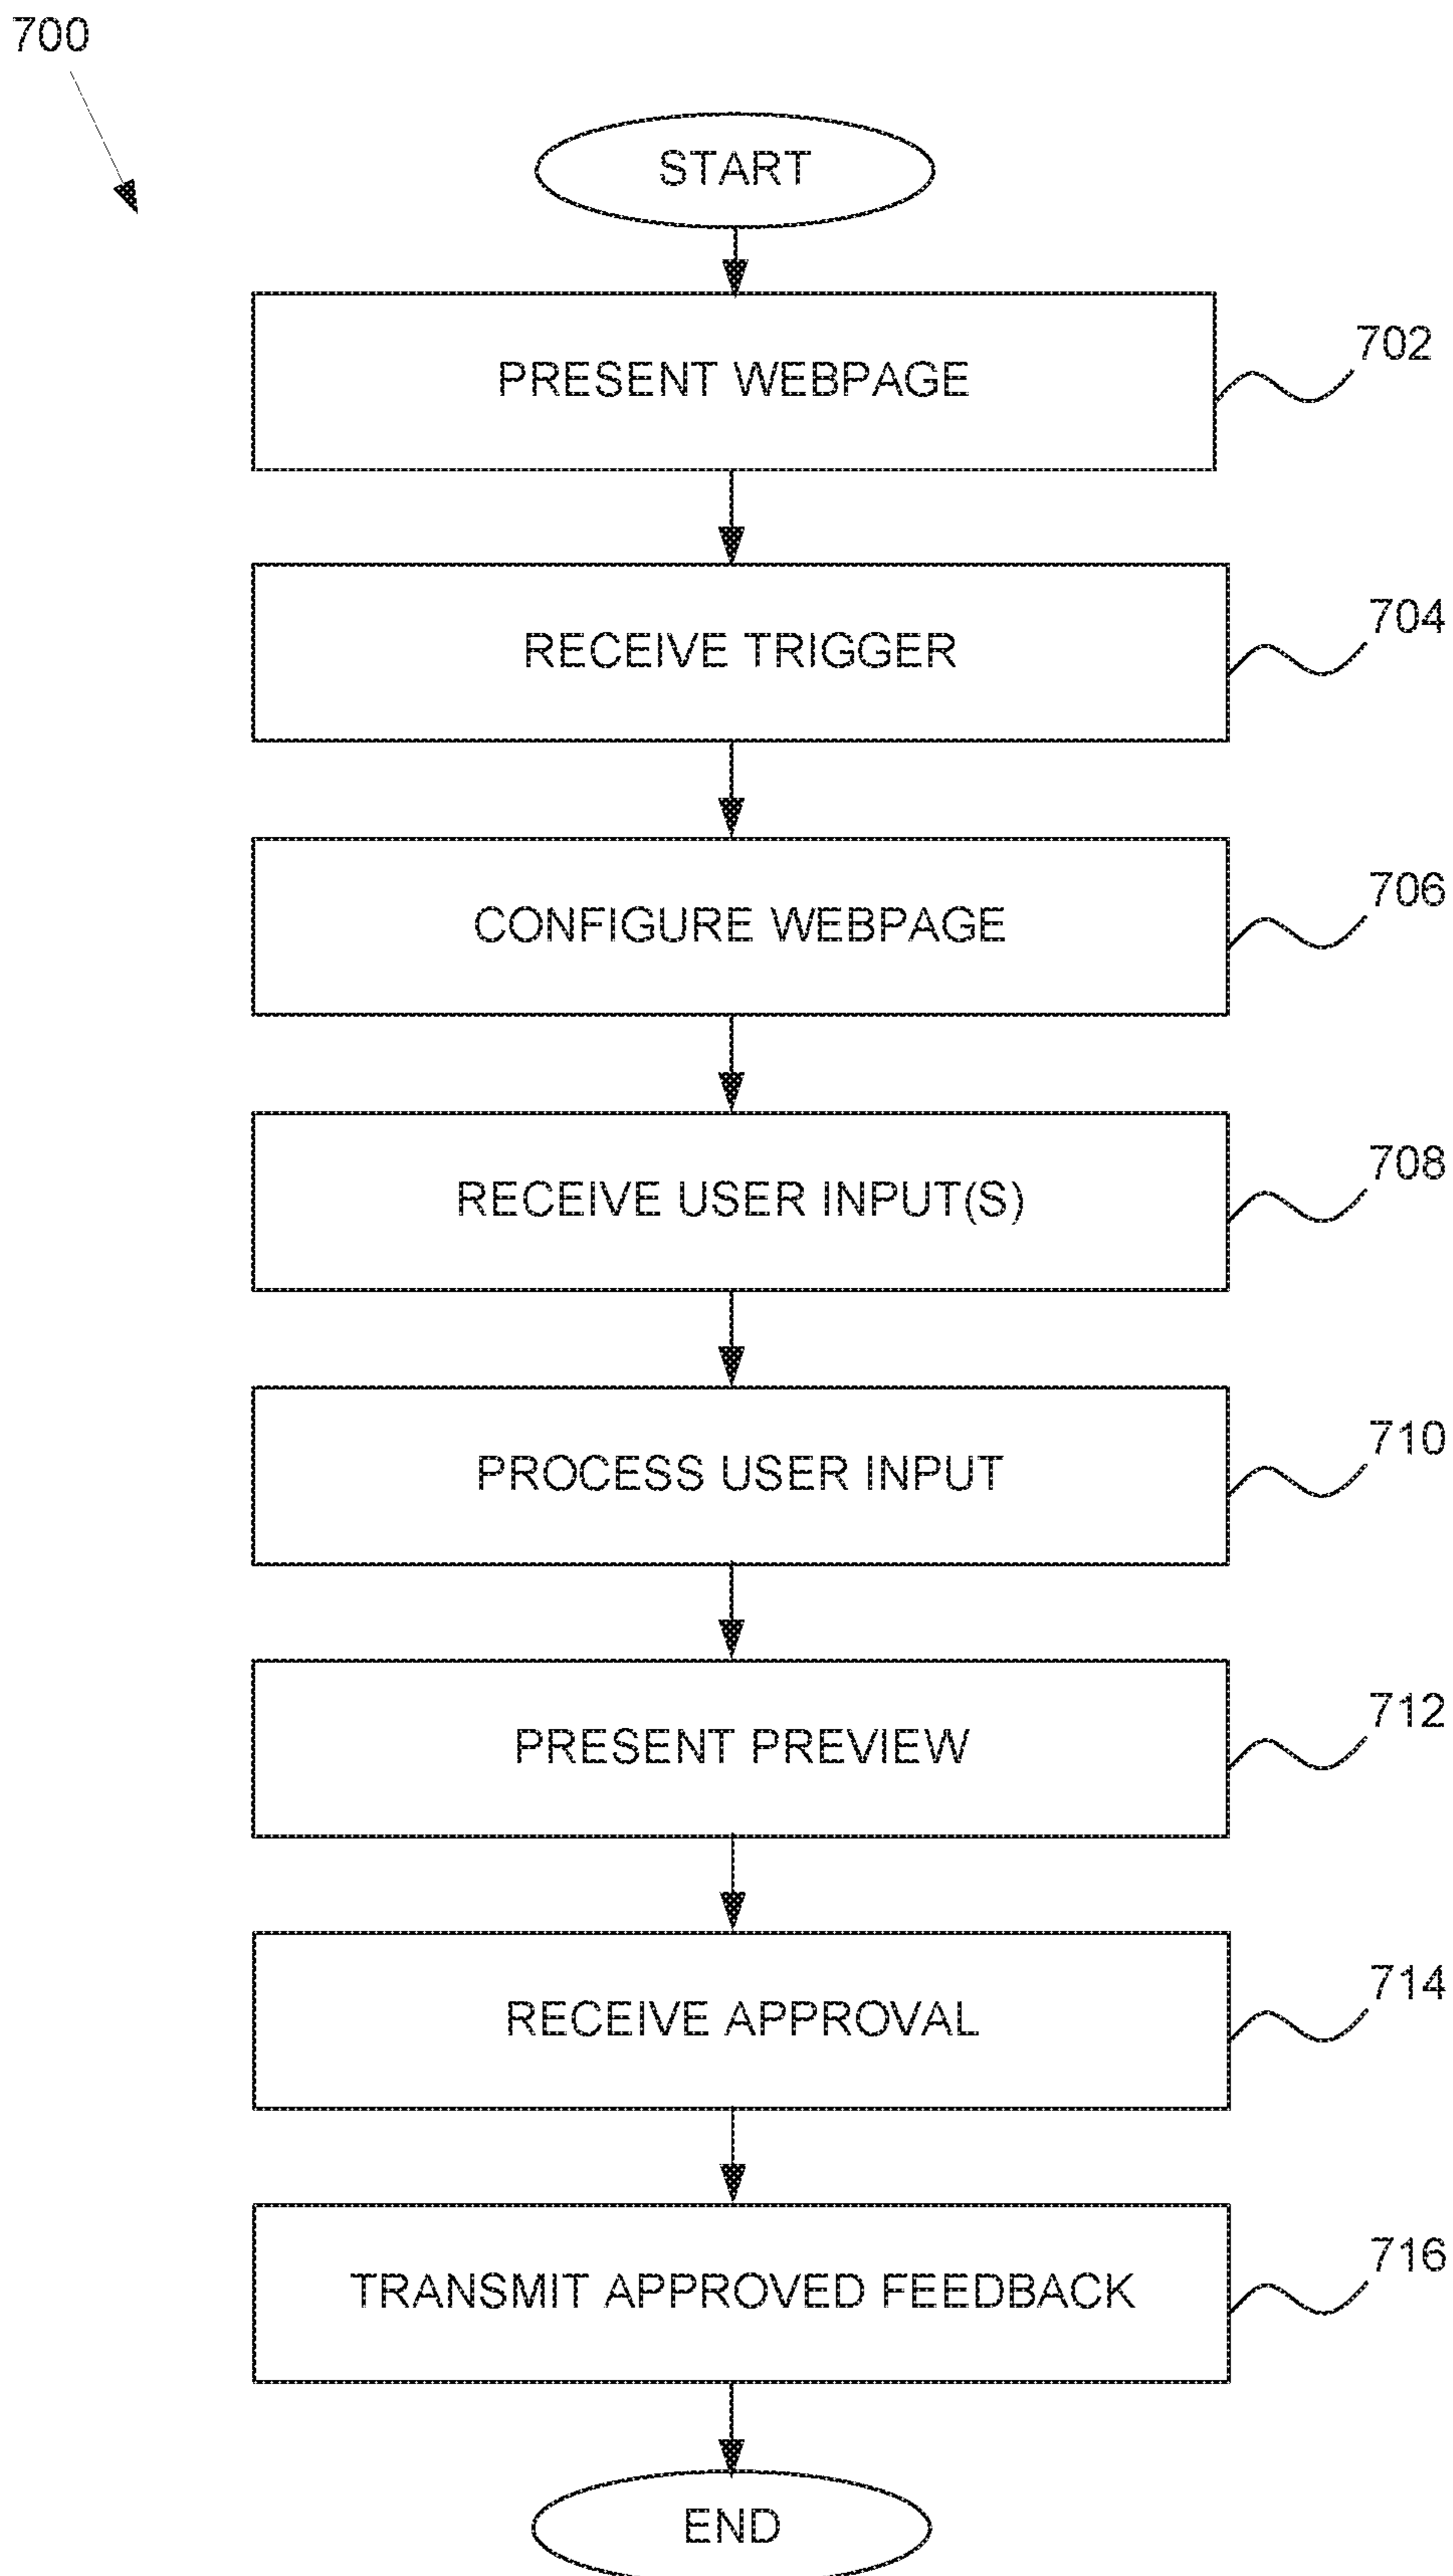 700
START
PRESENT WEBPAGE
702
RECEIVE TRIGGER
704
CONFIGURE WEBPAGE
706
RECEIVE USER INPUT(S)
708
PROCESS USER INPUT
710
PRESENT PREVIEW
712
RECEIVE APPROVAL
714
TRANSMIT APPROVED FEEDBACK
716
END